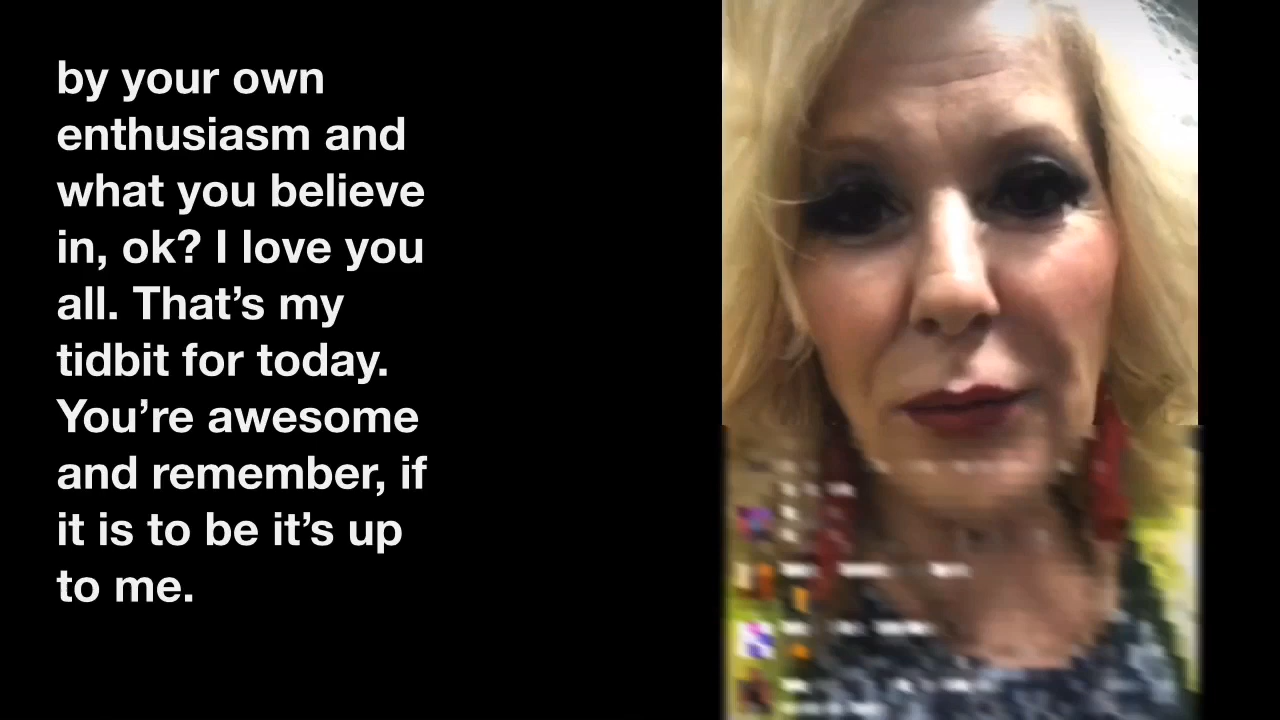 by your own
enthusiasm and
what you believe
in, ok? I love you
all. That’s my
tidbit for today.
You’re awesome
and remember, if
it is to be it’s up
to me.